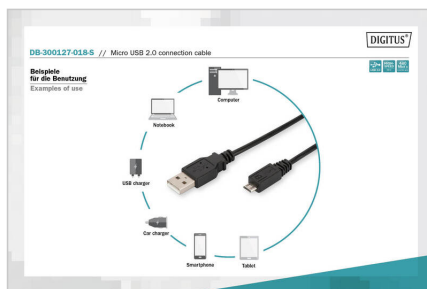 DIGITUS®
DB-300127-018-S // Micro USB 2.0 connection cable
Beispiele
für die Benutzung
Examples of use
Computer
Notebook
USB charger
Car charger
Smartphone
Tablet